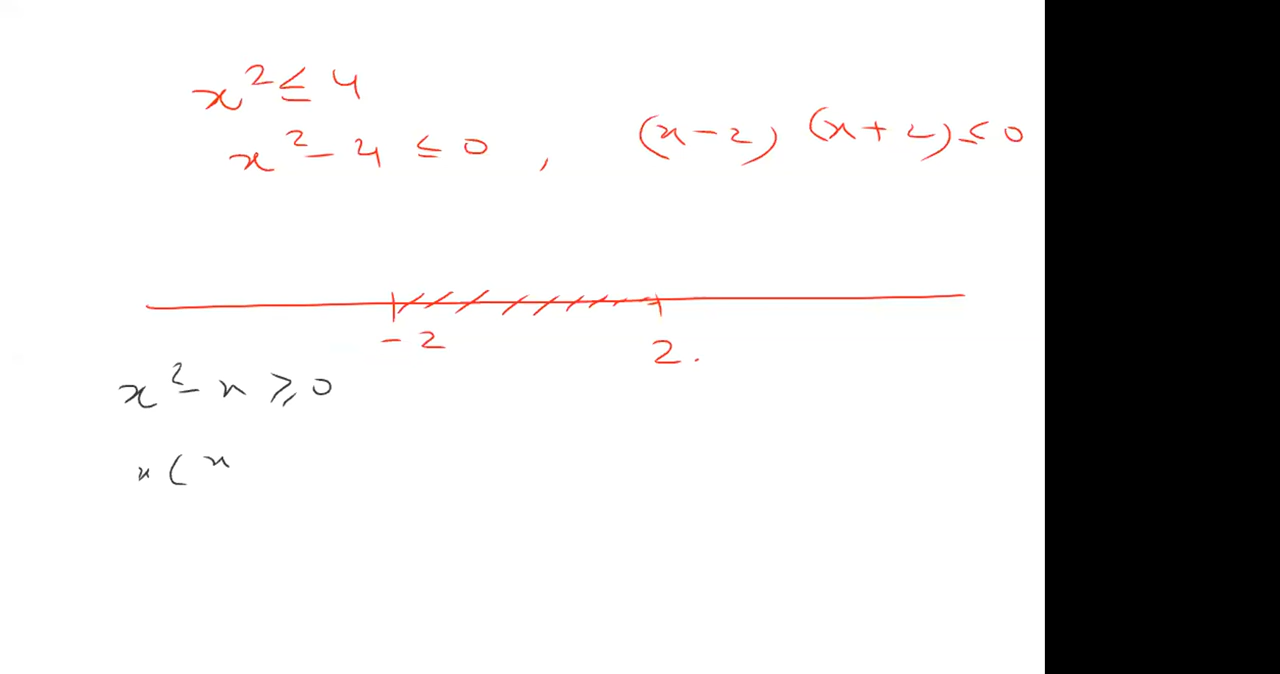 x² ≤ 4
x² - 4 ≤ 0 , (x - 2) (x + 2) ≤ 0
-2 2.
x² - x ≥ 0
x ( x